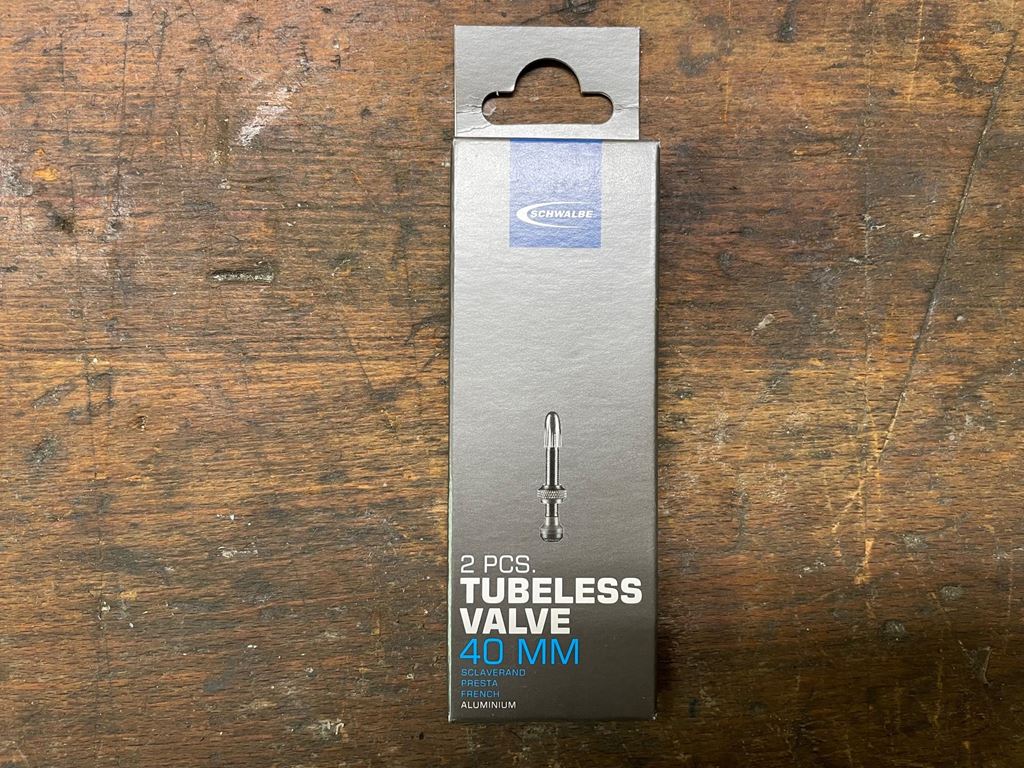 SCHWALBE
2 PCS.
TUBELESS
VALVE
40 MM
SCLAVERAND
PRESTA
FRENCH
ALUMINIUM